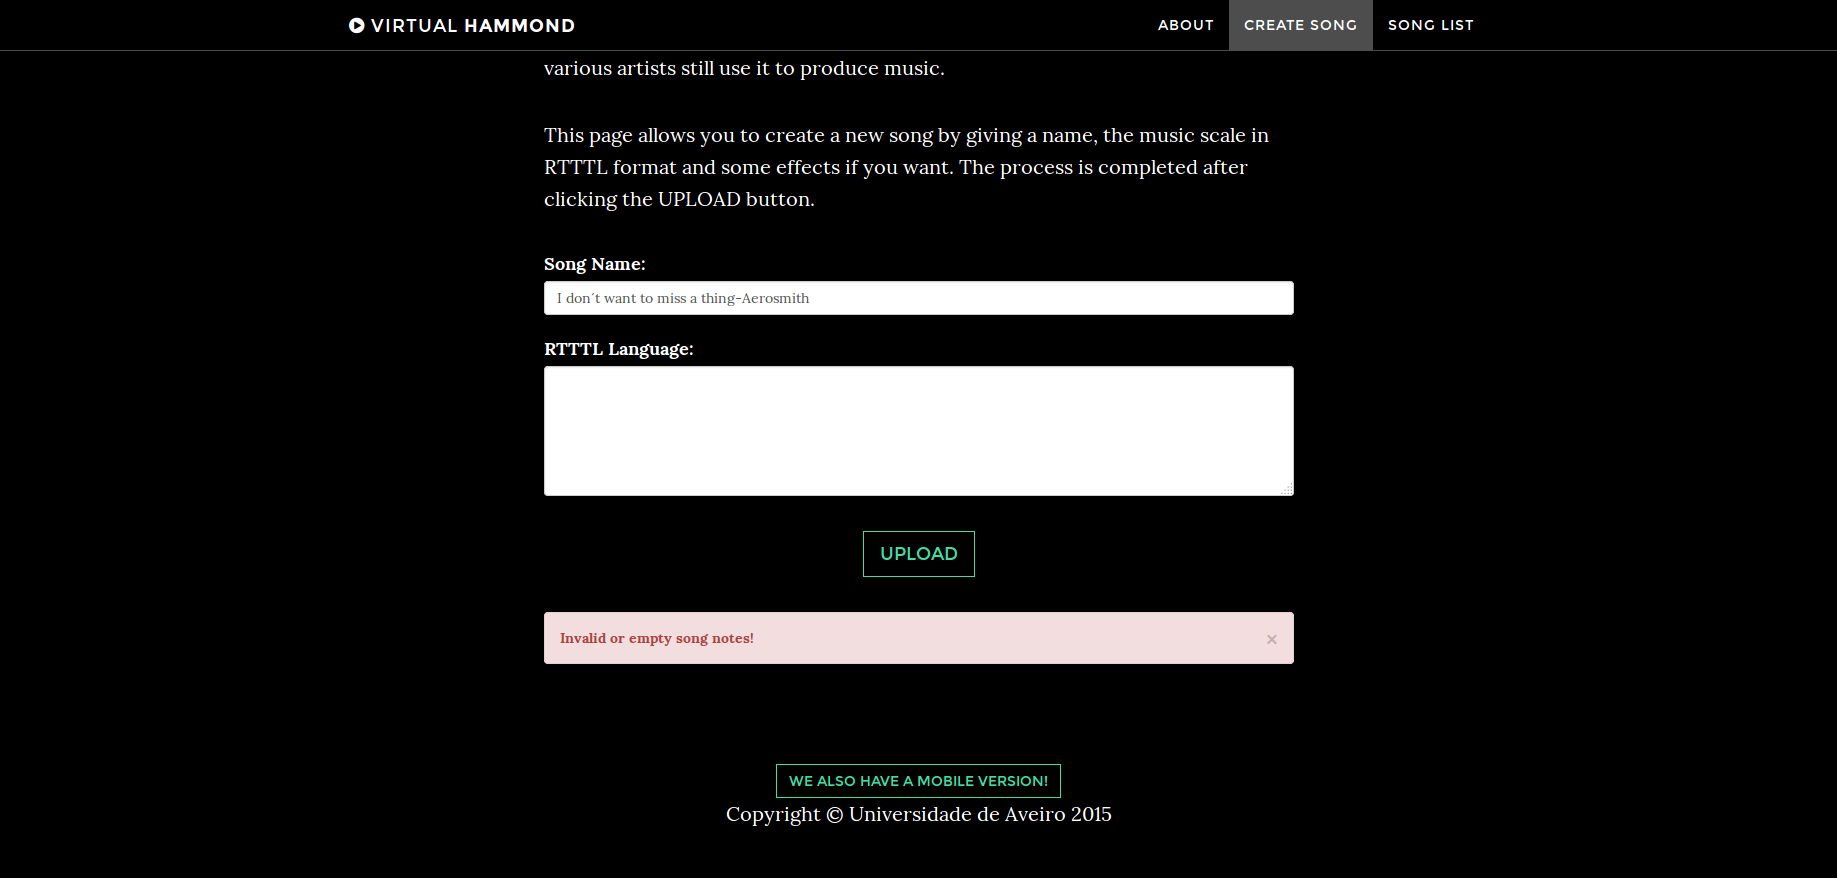 VIRTUAL HAMMOND
ABOUT
CREATE SONG
SONG LIST
various artists still use it to produce music.
This page allows you to create a new song by giving a name, the music scale in
RTTTL format and some effects if you want. The process is completed after
clicking the UPLOAD button.
Song Name:
I don´t want to miss a thing-Aerosmith
RTTTL Language:
UPLOAD
Invalid or empty song notes!
×
WE ALSO HAVE A MOBILE VERSION!
Copyright © Universidade de Aveiro 2015